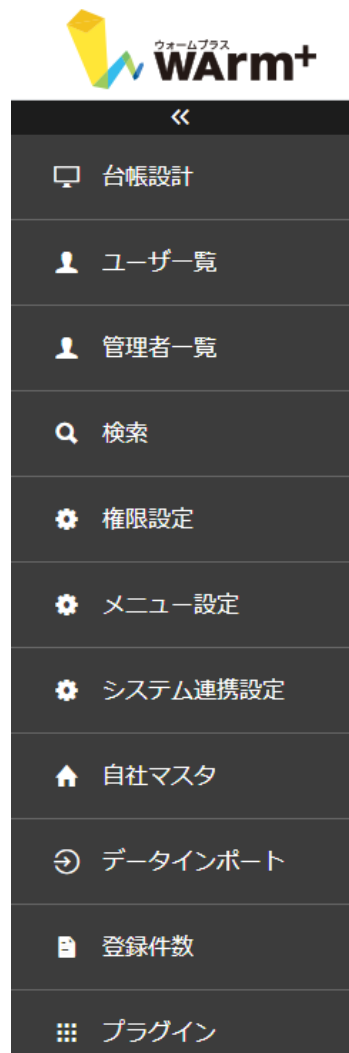 ウォームプラス
WArm+
«
台帳設計
ユーザ一覧
管理者一覧
検索
権限設定
メニュー設定
システム連携設定
自社マスタ
データインポート
登録件数
プラグイン